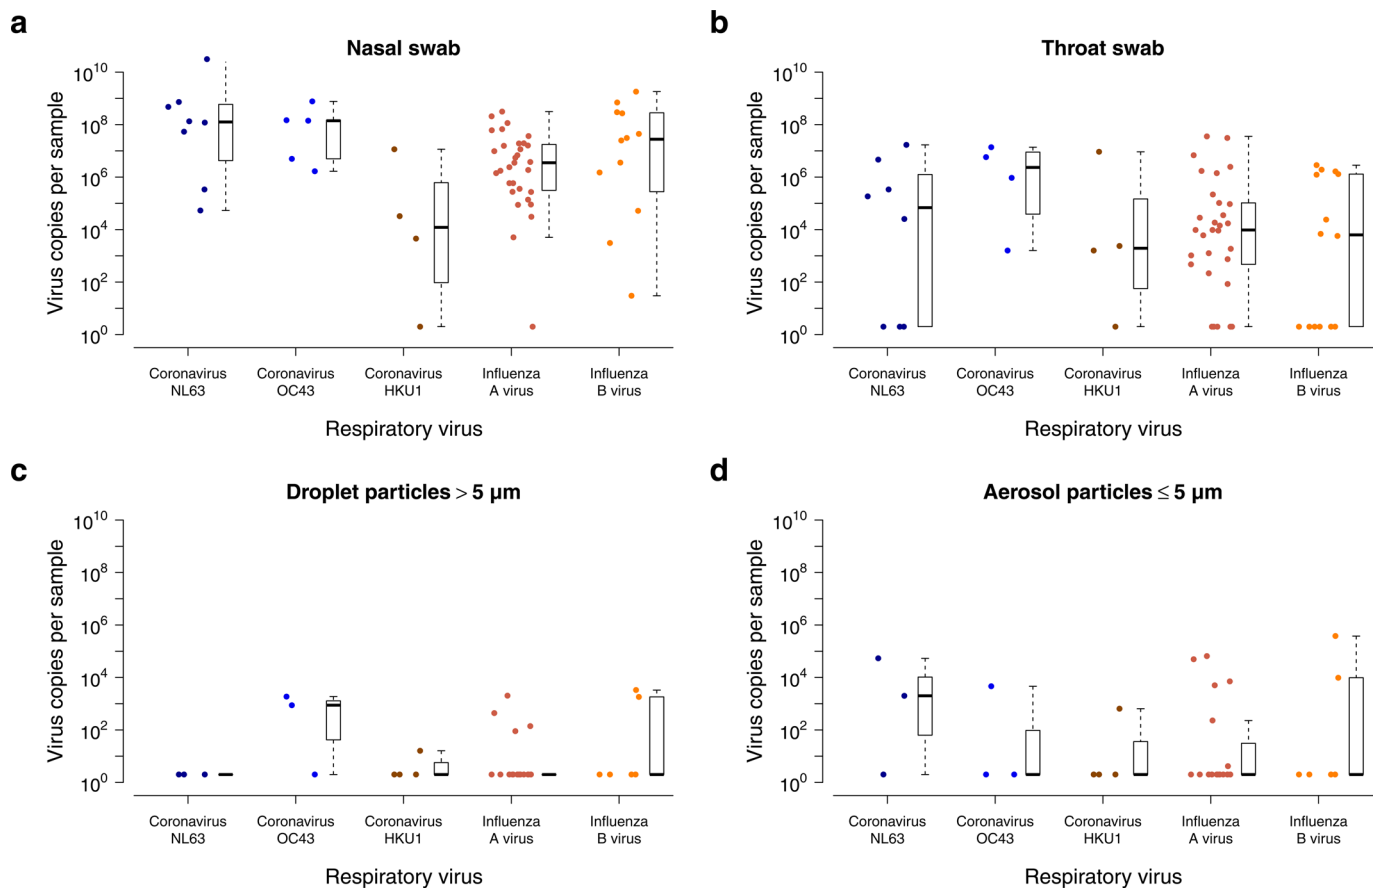 a
Nasal swab
Virus copies per sample
10^10
10^8
10^6
10^4
10^2
10^0
Coronavirus NL63
Coronavirus OC43
Coronavirus HKU1
Influenza A virus
Influenza B virus
Respiratory virus
b
Throat swab
Virus copies per sample
10^10
10^8
10^6
10^4
10^2
10^0
Coronavirus NL63
Coronavirus OC43
Coronavirus HKU1
Influenza A virus
Influenza B virus
Respiratory virus
c
Droplet particles > 5 µm
Virus copies per sample
10^10
10^8
10^6
10^4
10^2
10^0
Coronavirus NL63
Coronavirus OC43
Coronavirus HKU1
Influenza A virus
Influenza B virus
Respiratory virus
d
Aerosol particles ≤ 5 µm
Virus copies per sample
10^10
10^8
10^6
10^4
10^2
10^0
Coronavirus NL63
Coronavirus OC43
Coronavirus HKU1
Influenza A virus
Influenza B virus
Respiratory virus